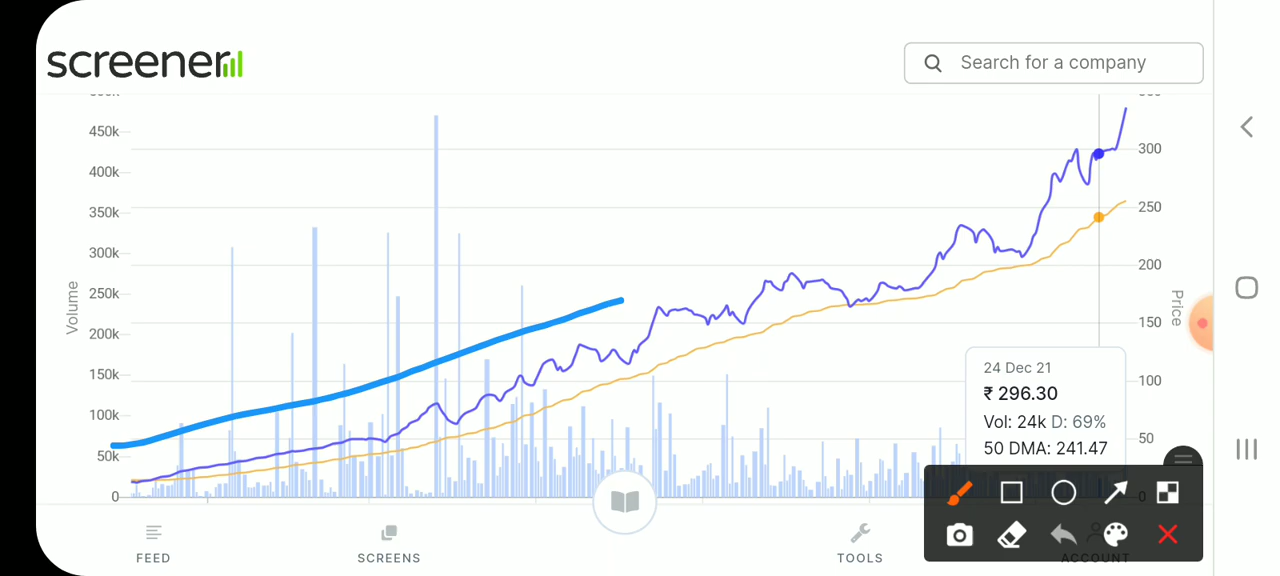 screener
Search for a company
450k
400k
350k
300k
250k
200k
150k
100k
50k
0
Volume
300
250
200
150
100
50
0
Price
24 Dec 21
₹ 296.30
Vol: 24k D: 69%
50 DMA: 241.47
FEED
SCREENS
TOOLS
ACCOUNT